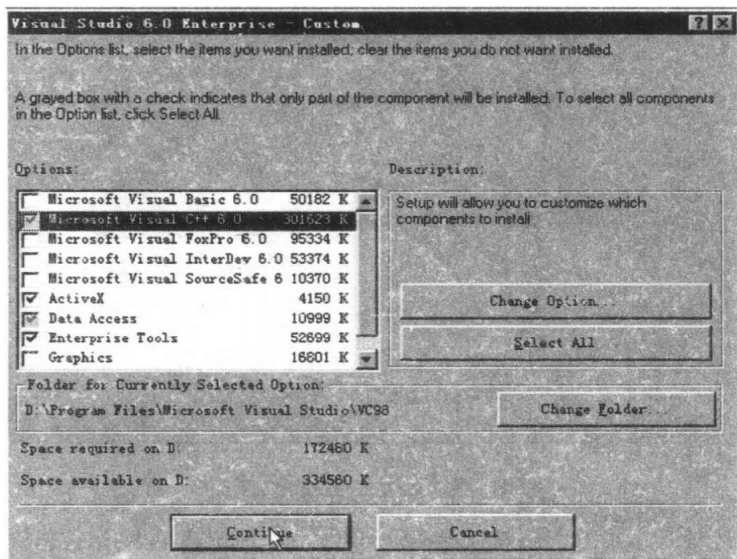 Visual Studio 6.0 Enterprise - Custom
In the Options list, select the items you want installed; clear the items you do not want installed.
A grayed box with a check indicates that only part of the component will be installed. To select all components
in the Option list, click Select All.
Options:
Microsoft Visual Basic 6.0 50182 K
Microsoft Visual C++ 6.0 301623 K
Microsoft Visual FoxPro 6.0 95334 K
Microsoft Visual InterDev 6.0 53374 K
Microsoft Visual SourceSafe 6 10370 K
ActiveX 4150 K
Data Access 10999 K
Enterprise Tools 52699 K
Graphics 16801 K
Description:
Setup will allow you to customize which
components to install
Change Option...
Select All
Folder for Currently Selected Option:
D:\Program Files\Microsoft Visual Studio\VC98
Change Folder...
Space required on D: 172480 K
Space available on D: 334560 K
Continue
Cancel